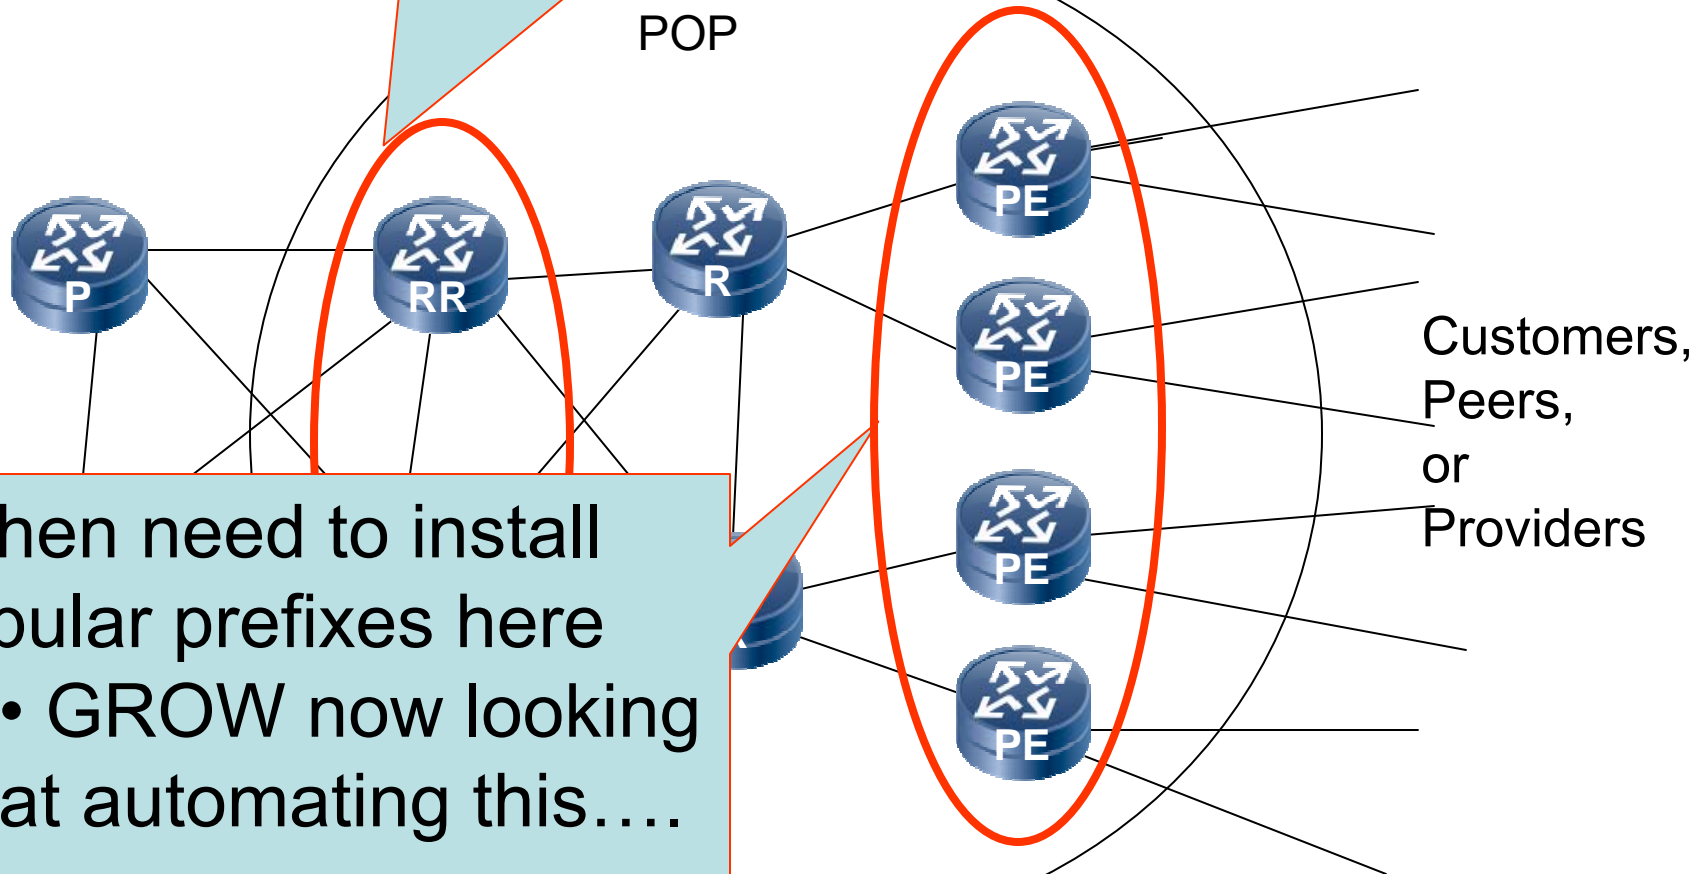 POP
PE
P
RR
R
PE
Customers,
Peers,
or
Providers
hen need to install
pular prefixes here
• GROW now looking
at automating this….
PE
PE